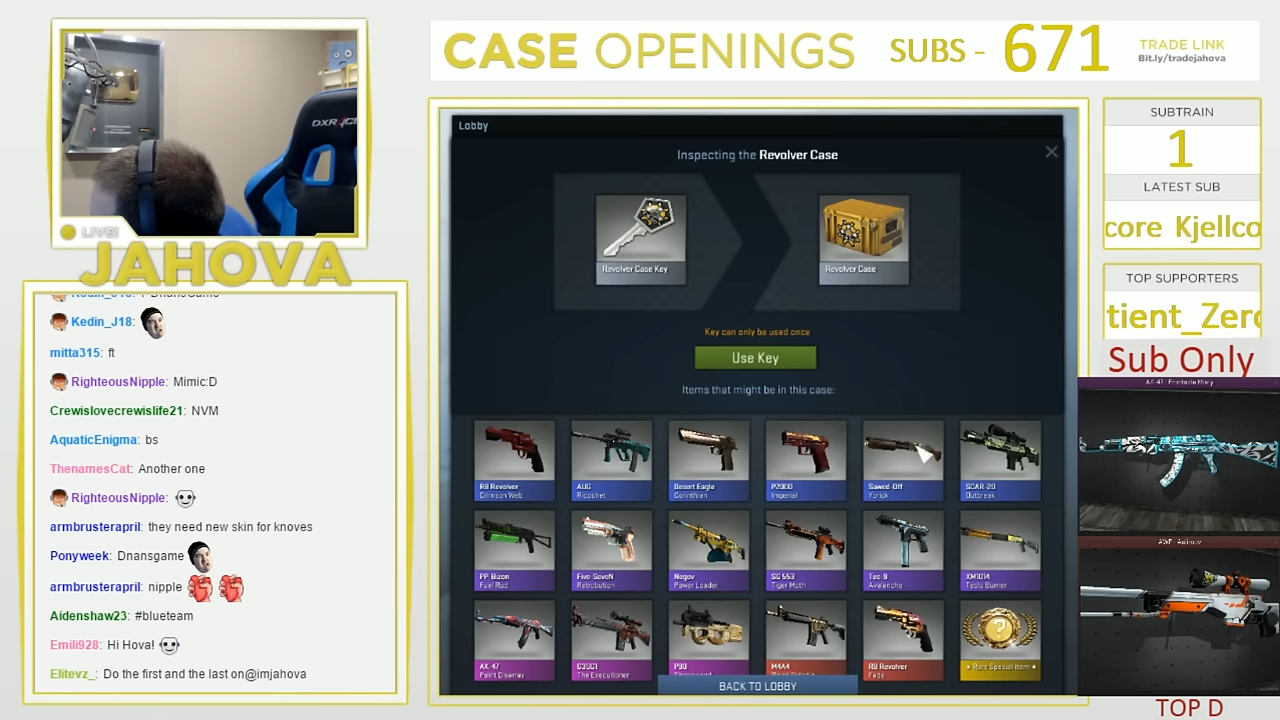 CASE OPENINGS SUBS - 671
TRADE LINK
Bit.ly/tradejahova
DXRACE
LIVE!
JAHOVA
Kedin_J18:
mitta315: ft
RighteousNipple: Mimic:D
Crewislovecrewislife21: NVM
AquaticEnigma: bs
ThenamesCat: Another one
RighteousNipple:
armbrusterapril: they need new skin for knoves
Ponyweek: Dnansgame
armbrusterapril: nipple
Aidenshaw23: #blueteam
Emili928: Hi Hova!
Elitevz_: Do the first and the last on@imjahova
Lobby
Inspecting the Revolver Case
Revolver Case Key
Revolver Case
Key can only be used once
Use Key
Items that might be in this case:
R8 Revolver
Crimson Web
AUG
Ricochet
Desert Eagle
Corinthian
P2000
Imperial
Sawed-Off
Yorick
SCAR-20
Outbreak
PP-Bizon
Fuel Rod
Five-SeveN
Retrobution
Negev
Power Loader
SG 553
Tiger Moth
Tec-9
Avalanche
XM1014
Teclu Burner
AK-47
Point Disarray
G3SG1
The Executioner
P90
M4A4
R8 Revolver
Fade
★ Rare Special Item ★
BACK TO LOBBY
SUBTRAIN
1
LATEST SUB
core Kjellco
TOP SUPPORTERS
tient_Zero
Sub Only
AK-47 Frontside Misty
AWP Asiimov
TOP D